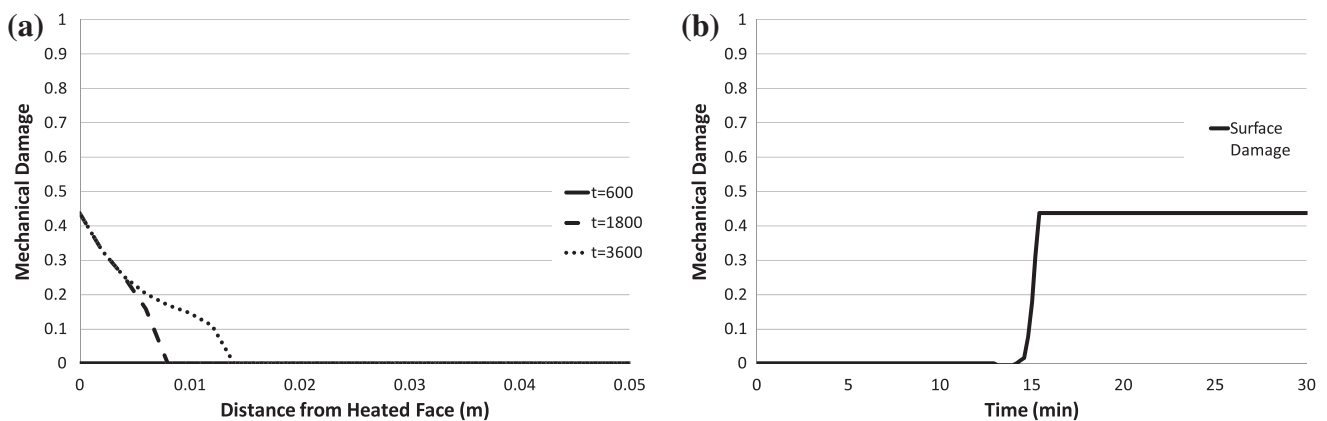 (a)
1
0.9
0.8
0.7
0.6
0.5
0.4
0.3
0.2
0.1
0
Mechanical Damage
t=600
t=1800
t=3600
0 0.01 0.02 0.03 0.04 0.05
Distance from Heated Face (m)
(b)
1
0.9
0.8
0.7
0.6
0.5
0.4
0.3
0.2
0.1
0
Mechanical Damage
Surface
Damage
0 5 10 15 20 25 30
Time (min)